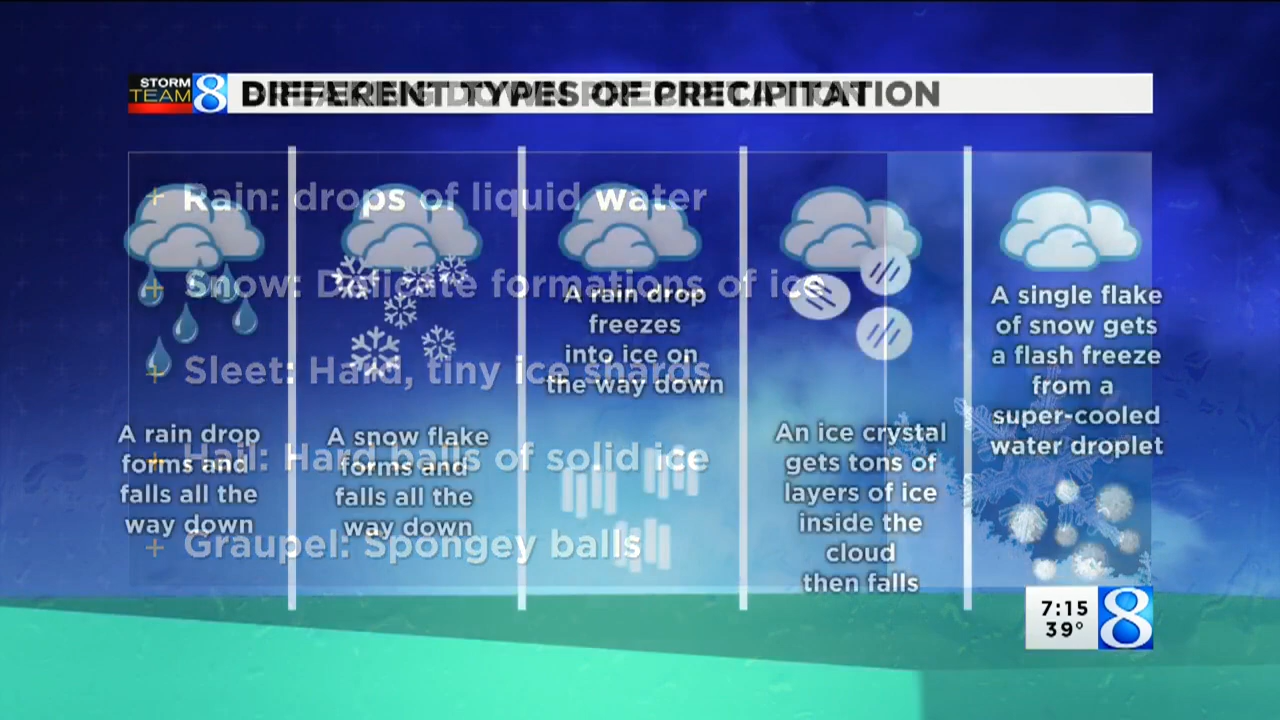 STORM
TEAM 8
DIFFERENT TYPES OF PRECIPITATION
Rain: drops of liquid water
Snow: Delicate formations of ice
Sleet: Hard, tiny ice shards
Hail: Hard balls of solid ice
Graupel: Spongey balls
A rain drop
forms and
falls all the
way down
A snow flake
forms and
falls all the
way down
A rain drop
freezes
into ice on
the way down
An ice crystal
gets tons of
layers of ice
inside the
cloud
then falls
A single flake
of snow gets
a flash freeze
from a
super-cooled
water droplet
7:15
39°
8